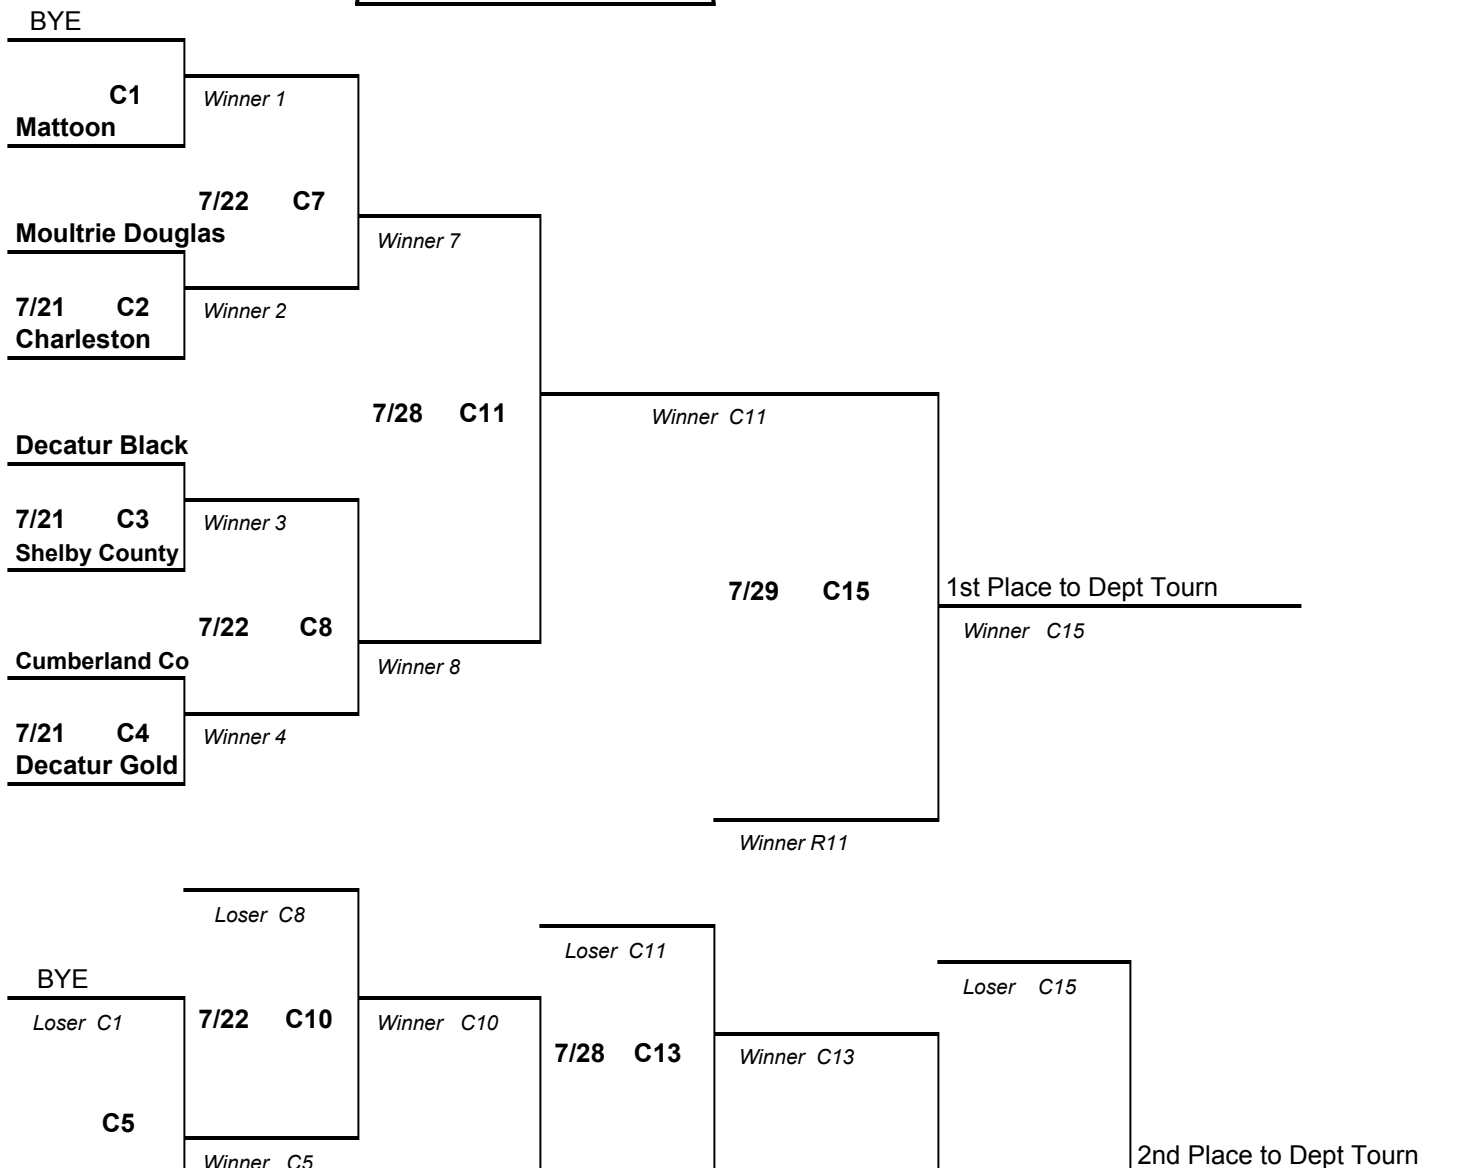 BYE
C1
Winner 1
Mattoon
7/22 C7
Moultrie Douglas
Winner 7
7/21 C2
Winner 2
Charleston
7/28 C11
Winner C11
Decatur Black
7/21 C3
Winner 3
Shelby County
7/29 C15
1st Place to Dept Tourn
Winner C15
7/22 C8
Cumberland Co
Winner 8
7/21 C4
Winner 4
Decatur Gold
Winner R11
Loser C8
Loser C11
BYE
Loser C15
Loser C1
7/22 C10
Winner C10
7/28 C13
Winner C13
C5
Winner C5
2nd Place to Dept Tourn